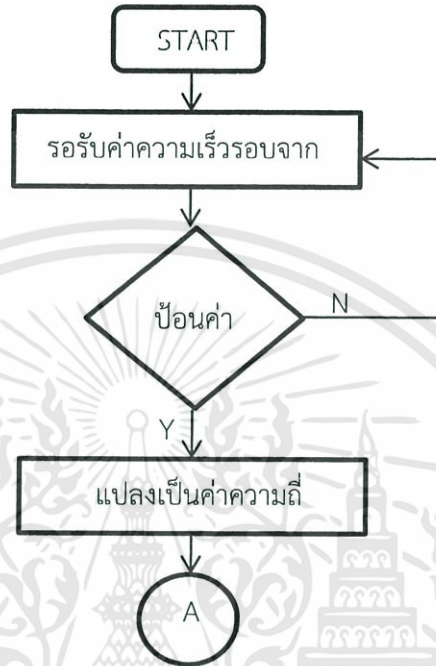 START
รอรับค่าความเร็วรอบจาก
ป้อนค่า
N
Y
แปลงเป็นค่าความถี่
A